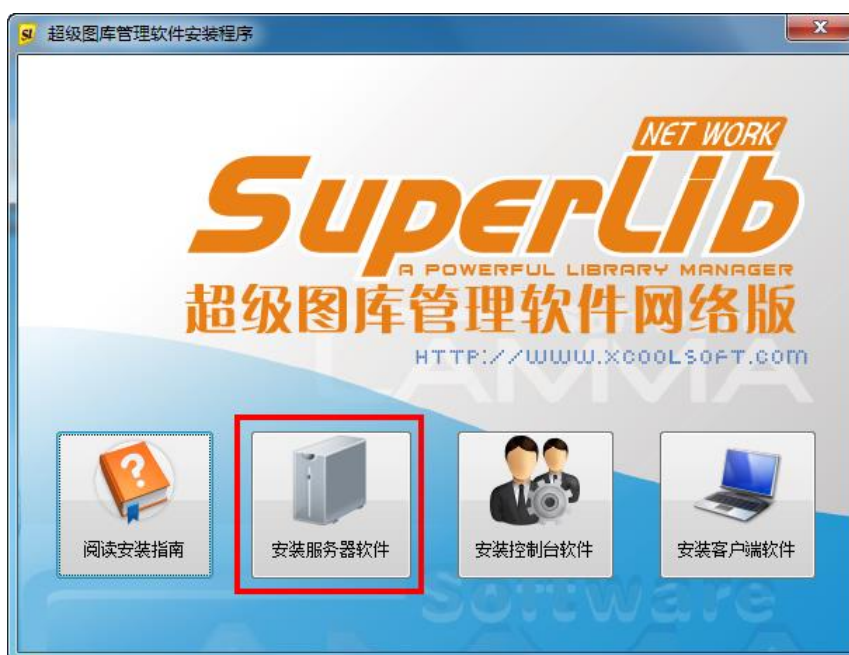 超级图库管理软件安装程序
NET WORK
SuperLib
A POWERFUL LIBRARY MANAGER
超级图库管理软件网络版
HTTP://WWW.XCOOLSOFT.COM
LAMMA
阅读安装指南
安装服务器软件
安装控制台软件
安装客户端软件
Software